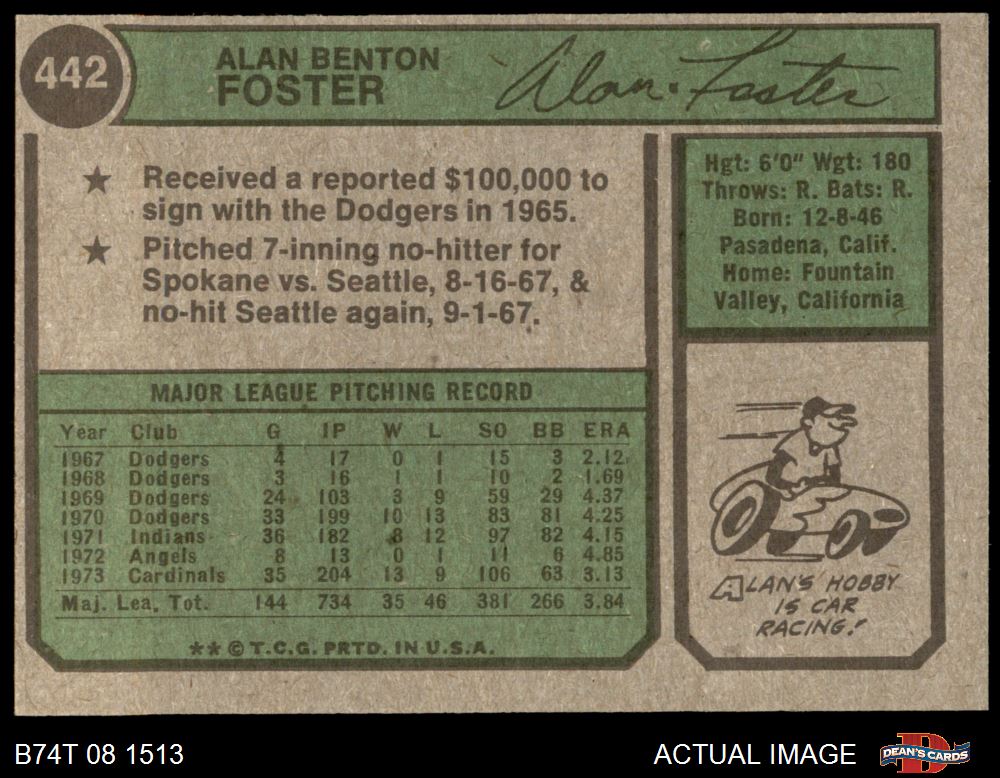 442
ALAN BENTON
FOSTER
Alan Foster
★ Received a reported $100,000 to
sign with the Dodgers in 1965.
★ Pitched 7-inning no-hitter for
Spokane vs. Seattle, 8-16-67, &
no-hit Seattle again, 9-1-67.
Hgt: 6'0" Wgt: 180
Throws: R. Bats: R.
Born: 12-8-46
Pasadena, Calif.
Home: Fountain
Valley, California
MAJOR LEAGUE PITCHING RECORD
Year Club G IP W L SO BB ERA
1967 Dodgers 4 17 0 1 15 3 2.12
1968 Dodgers 3 16 1 1 10 2 1.69
1969 Dodgers 24 103 3 9 59 29 4.37
1970 Dodgers 33 199 10 13 83 81 4.25
1971 Indians 36 182 8 12 97 82 4.15
1972 Angels 8 13 0 1 11 6 4.85
1973 Cardinals 35 204 13 9 106 63 3.13
Maj. Lea. Tot. 144 734 35 46 381 266 3.84
** © T.C.G. PRTD. IN U.S.A.
ALAN'S HOBBY
IS CAR
RACING!
B74T 08 1513
ACTUAL IMAGE
DEAN'S CARDS